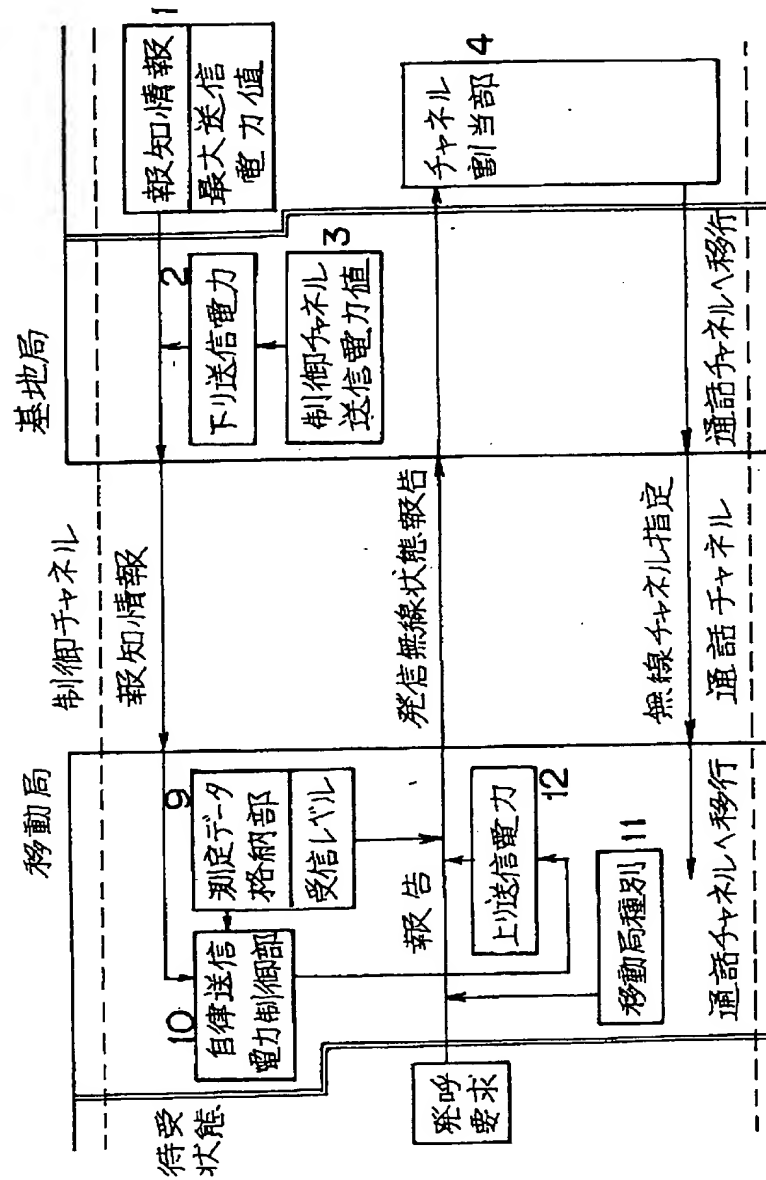 移動局
制御チャネル
基地局
待受
状態
報知情報
報知情報
1
最大送信
電力値
9
測定データ
格納部
受信レベル
2
下り送信電力
10
自律送信
電力制御部
3
制御チャネル
送信電力値
発呼
要求
報告
発信無線状態報告
4
チャネル
割当部
上り送信電力
12
移動局種別
11
無線チャネル指定
通話チャネルへ移行
通話チャネル
通話チャネルへ移行